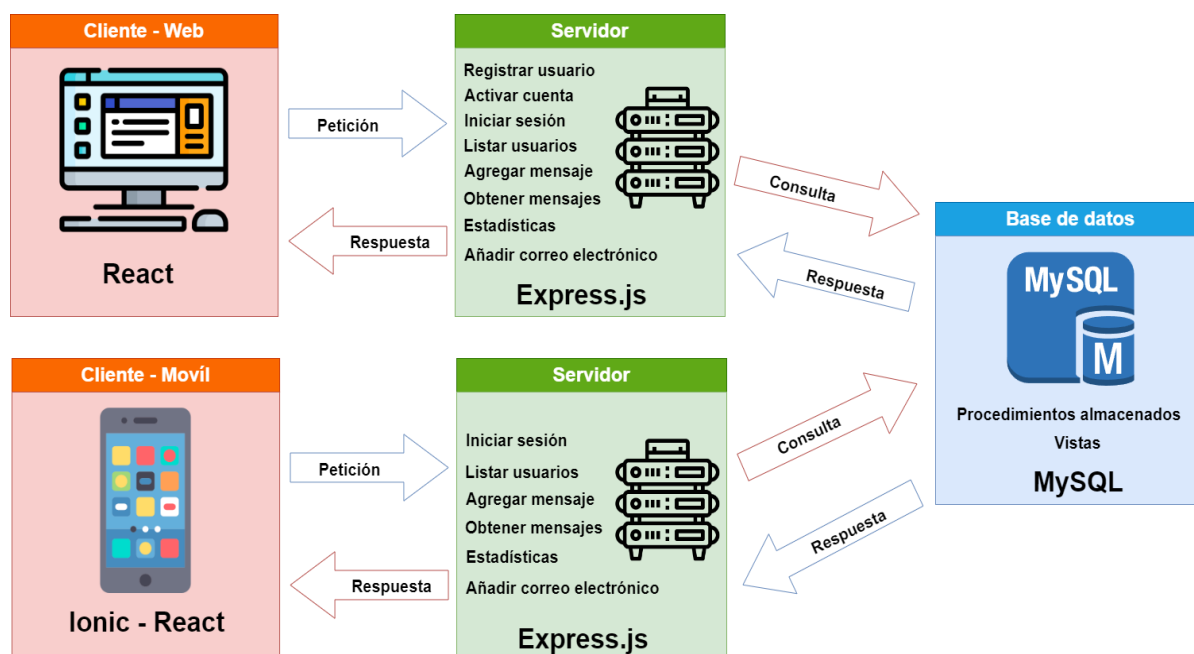 Cliente - Web
React
Petición
Respuesta
Servidor
Registrar usuario
Activar cuenta
Iniciar sesión
Listar usuarios
Agregar mensaje
Obtener mensajes
Estadísticas
Añadir correo electrónico
Express.js
Consulta
Respuesta
Base de datos
MySQL
M
Procedimientos almacenados
Vistas
MySQL
Cliente - Movíl
Ionic - React
Petición
Respuesta
Servidor
Iniciar sesión
Listar usuarios
Agregar mensaje
Obtener mensajes
Estadísticas
Añadir correo electrónico
Express.js
Consulta
Respuesta